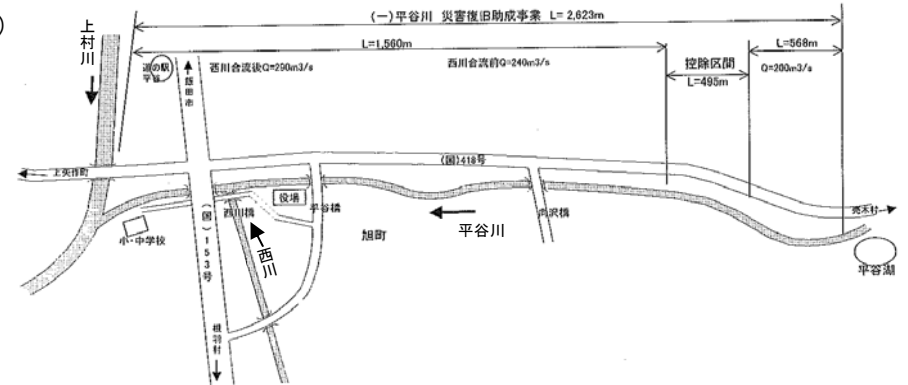 )
(一)平谷川 災害復旧助成事業 L= 2,623m
上村川
L=1,560m
L=568m
道の駅
平谷
飯田市
西川合流後Q=290m3/s
西川合流前Q=240m3/s
控除区間
L=495m
Q=200m3/s
(国)418号
上矢作町
売木村
役場
西川橋
平谷橋
平谷川
旭町
小・中学校
(国)153号
西川
平谷湖
根羽村